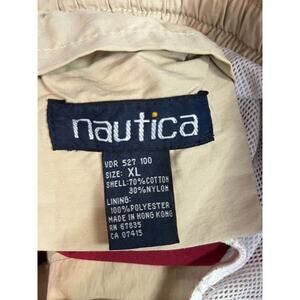 nautica
VDR 527 100
SIZE: XL
SHELL: 70% COTTON
30% NYLON
LINING:
100% POLYESTER
MADE IN HONG KONG
RN 67835
CA 07415